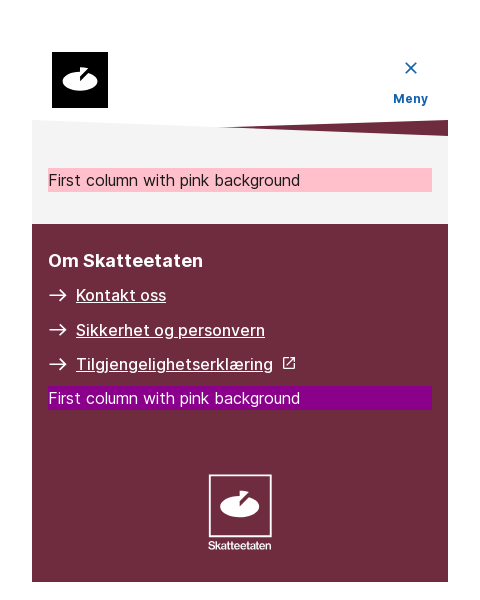 Meny
First column with pink background
Om Skatteetaten
Kontakt oss
Sikkerhet og personvern
Tilgjengelighetserklæring
First column with pink background
Skatteetaten